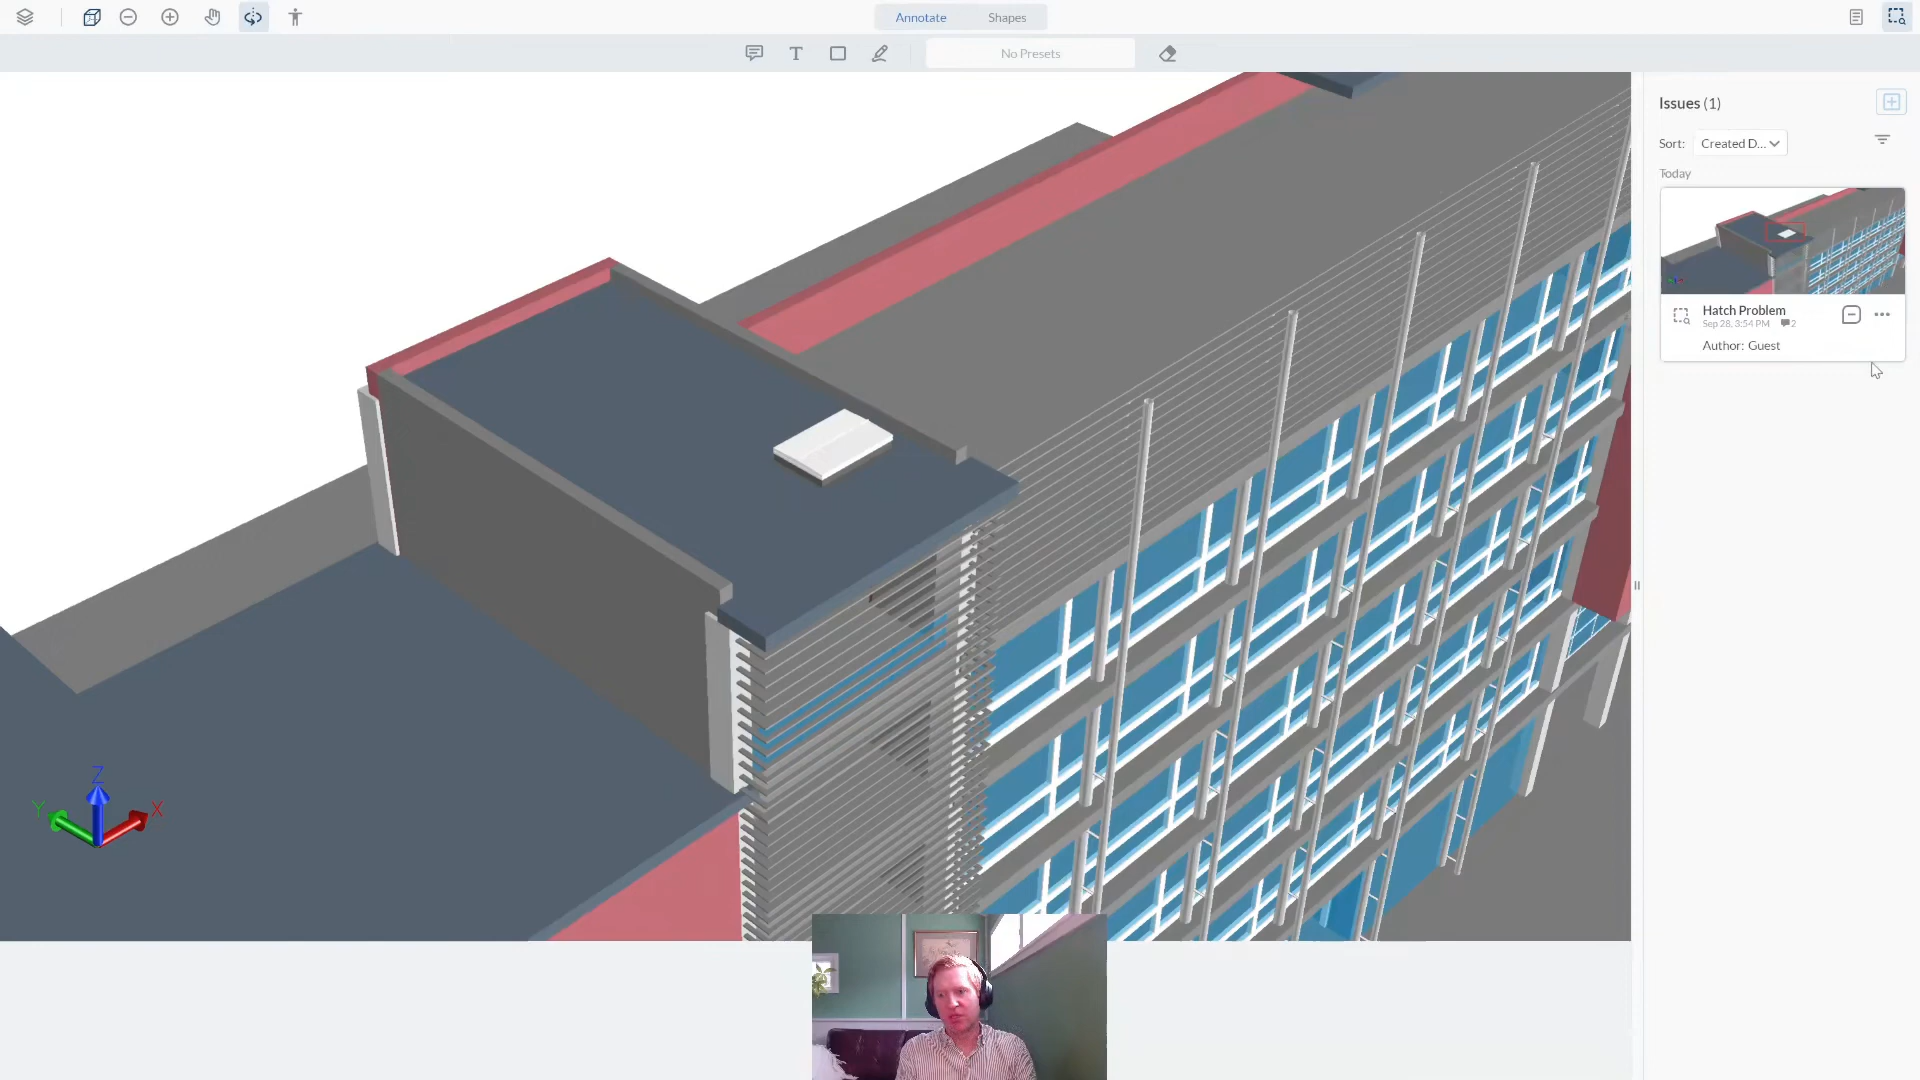 Annotate Shapes
T No Presets
Issues (1)
Sort: Created D...
Today
Hatch Problem
Sep 28, 3:54 PM 2
Author: Guest
Z
Y X